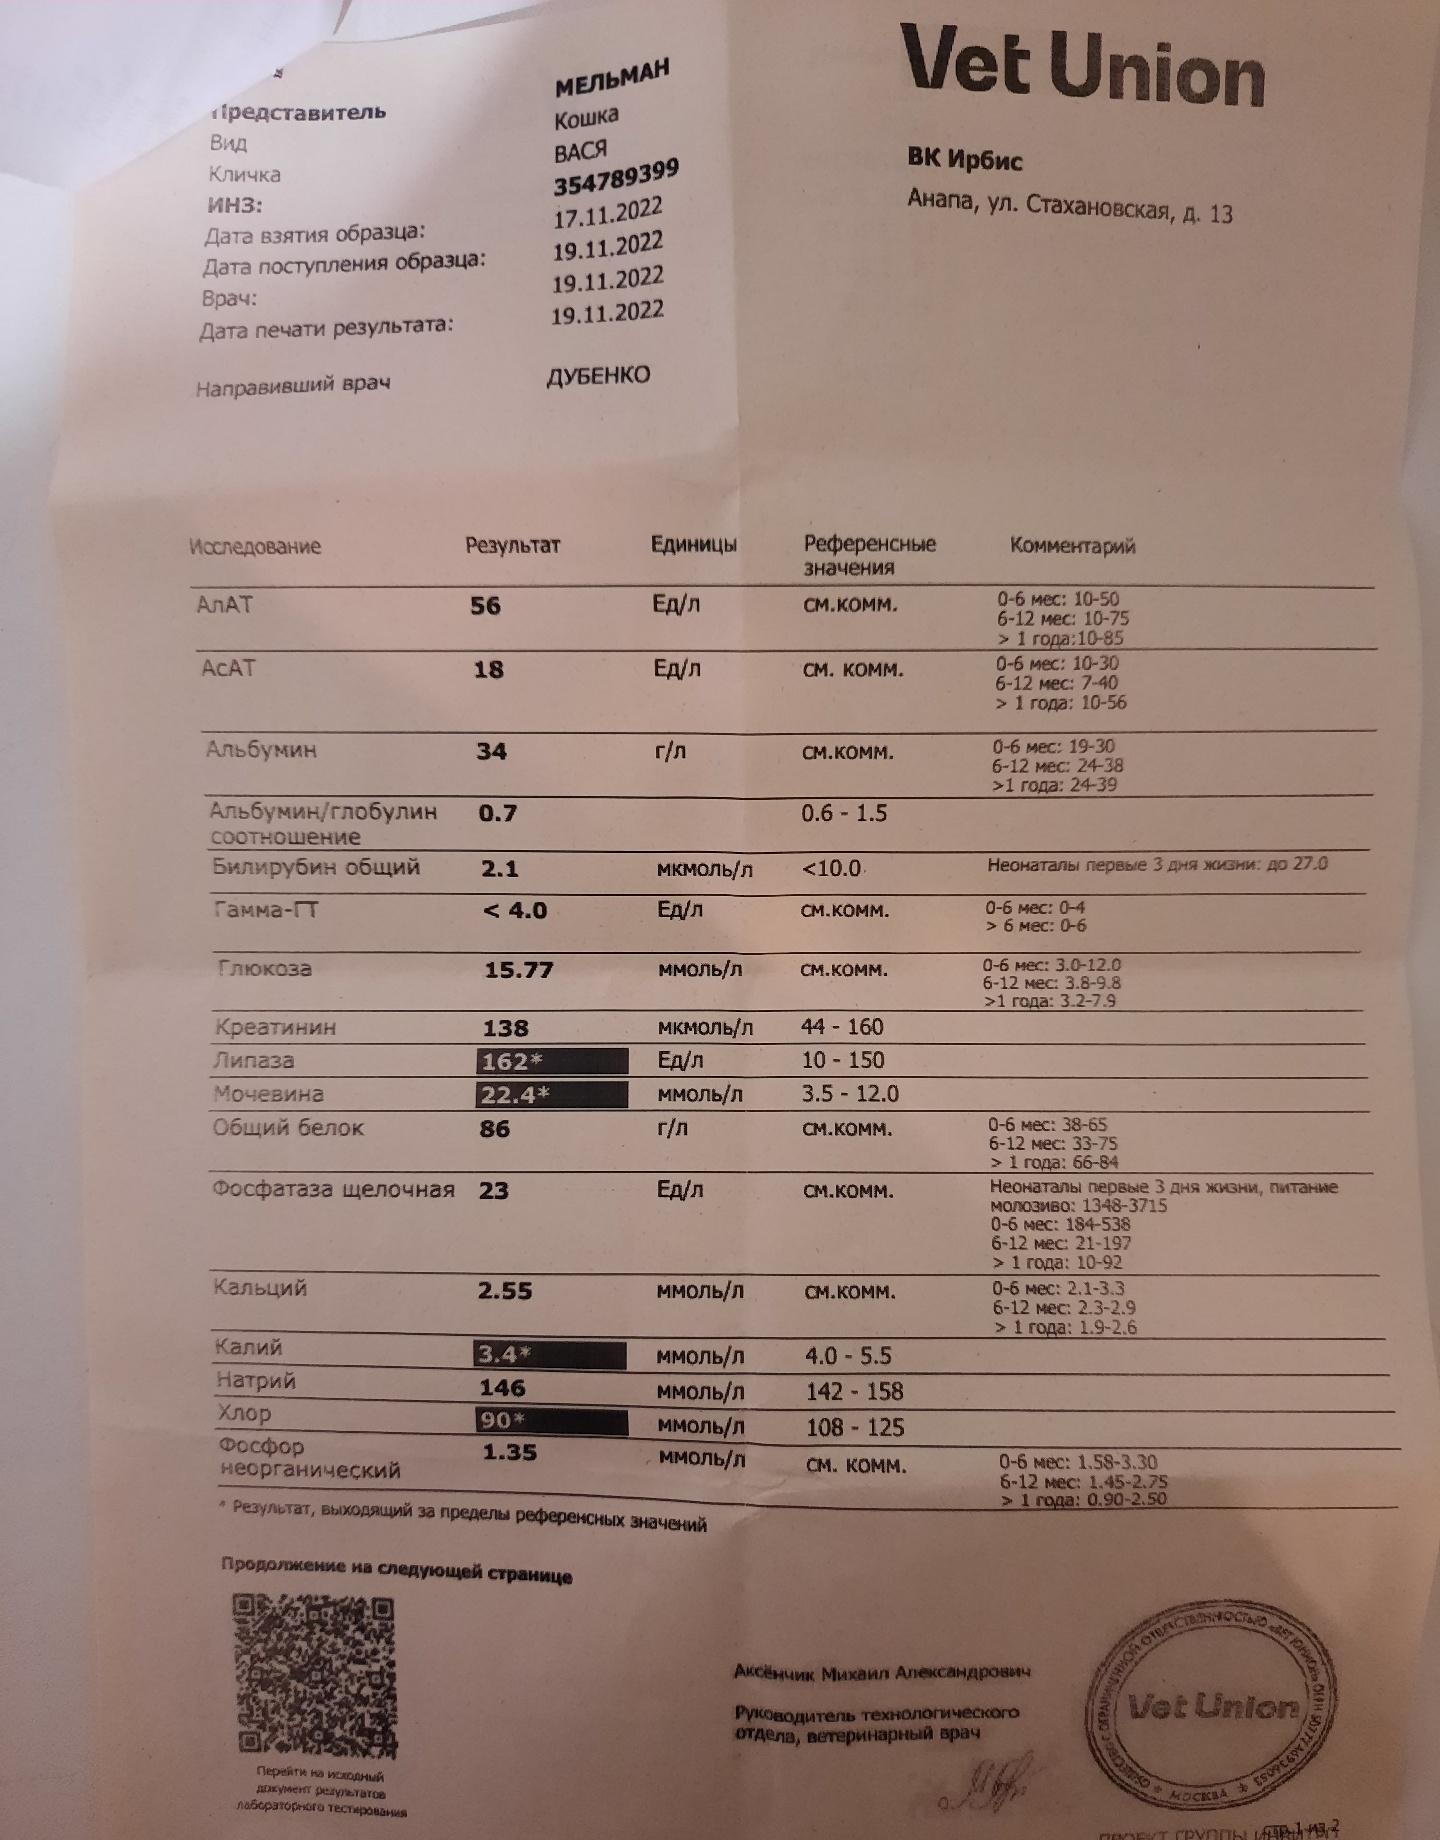 Vet Union
ВК Ирбис
Анапа, ул. Стахановская, д. 13
Представитель МЕЛЬМАН
Вид Кошка
Кличка ВАСЯ
ИНЗ: 354789399
Дата взятия образца: 17.11.2022
Дата поступления образца: 19.11.2022
Врач: 19.11.2022
Дата печати результата: 19.11.2022
Направивший врач ДУБЕНКО
Исследование Результат Единицы Референсные значения Комментарий
АлАТ 56 Ед/л см.комм. 0-6 мес: 10-50
6-12 мес: 10-75
> 1 года:10-85
АсАТ 18 Ед/л см. комм. 0-6 мес: 10-30
6-12 мес: 7-40
> 1 года: 10-56
Альбумин 34 г/л см.комм. 0-6 мес: 19-30
6-12 мес: 24-38
>1 года: 24-39
Альбумин/глобулин соотношение 0.7 0.6 - 1.5
Билирубин общий 2.1 мкмоль/л <10.0 Неонаталы первые 3 дня жизни: до 27.0
Гамма-ГТ < 4.0 Ед/л см.комм. 0-6 мес: 0-4
> 6 мес: 0-6
Глюкоза 15.77 ммоль/л см.комм. 0-6 мес: 3.0-12.0
6-12 мес: 3.8-9.8
>1 года: 3.2-7.9
Креатинин 138 мкмоль/л 44 - 160
Липаза 162* Ед/л 10 - 150
Мочевина 22.4* ммоль/л 3.5 - 12.0
Общий белок 86 г/л см.комм. 0-6 мес: 38-65
6-12 мес: 33-75
> 1 года: 66-84
Фосфатаза щелочная 23 Ед/л см.комм. Неонаталы первые 3 дня жизни, питание
молозиво: 1348-3715
0-6 мес: 184-538
6-12 мес: 21-197
> 1 года: 10-92
Кальций 2.55 ммоль/л см.комм. 0-6 мес: 2.1-3.3
6-12 мес: 2.3-2.9
> 1 года: 1.9-2.6
Калий 3.4* ммоль/л 4.0 - 5.5
Натрий 146 ммоль/л 142 - 158
Хлор 90* ммоль/л 108 - 125
Фосфор неорганический 1.35 ммоль/л см. комм. 0-6 мес: 1.58-3.30
6-12 мес: 1.45-2.75
> 1 года: 0.90-2.50
* Результат, выходящий за пределы референсных значений
Продолжение на следующей странице
Перейти на исходный
документ результатов
лабораторного тестирования
Аксёнчик Михаил Александрович
Руководитель технологического
отдела, ветеринарный врач
Vet Union
МОСКВА
стр 1 из 2